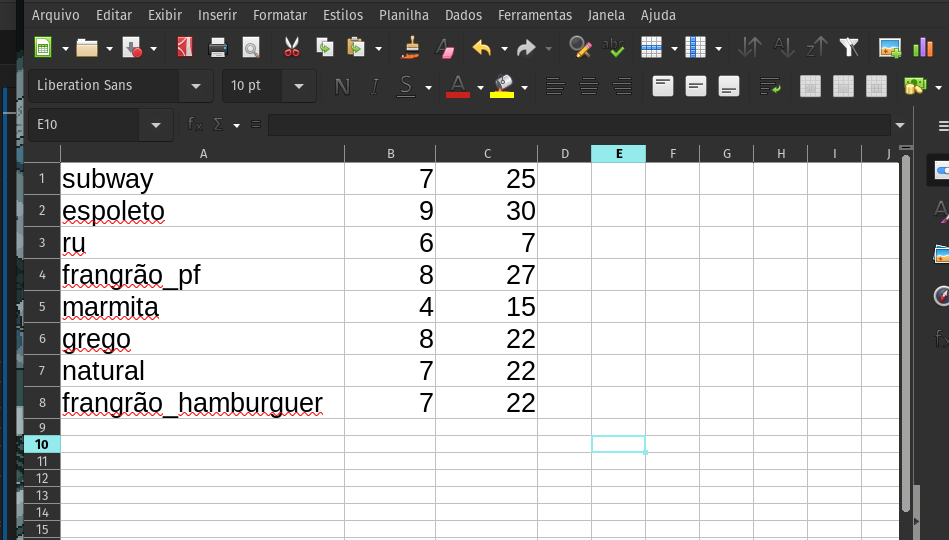 Arquivo Editar Exibir Inserir Formatar Estilos Planilha Dados Ferramentas Janela Ajuda
Liberation Sans 10 pt N I S A
E10 fx Σ =
A B C D E F G H I J
1 subway 7 25
2 espoleto 9 30
3 ru 6 7
4 frangrão_pf 8 27
5 marmita 4 15
6 grego 8 22
7 natural 7 22
8 frangrão_hamburguer 7 22
9
10
11
12
13
14
15